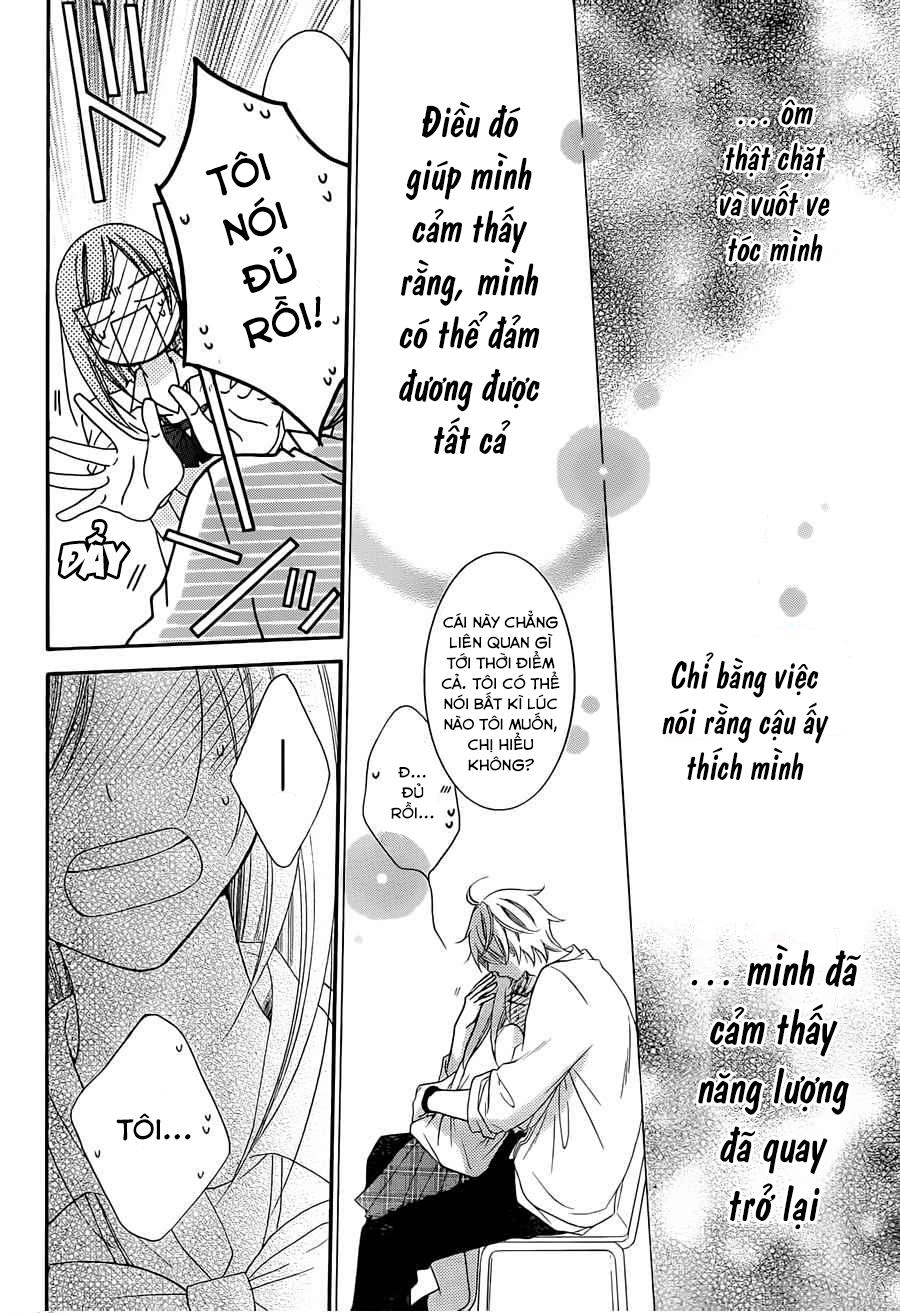 ... ôm
thật chặt
và vuốt ve
tóc mình
Chỉ bằng việc
nói rằng cậu ấy
thích mình
... mình đã
cảm thấy
năng lượng
đã quay
trở lại
Điều đó
giúp mình
cảm thấy
rằng, mình
có thể đảm
đương được
tất cả
CÁI NÀY CHẲNG
LIÊN QUAN GÌ
TỚI THỜI ĐIỂM
CẢ. TÔI CÓ THỂ
NÓI BẤT KÌ LÚC
NÀO TÔI MUỐN,
CHỊ HIỂU
KHÔNG?
Đ...
ĐỦ
RỒI...
TÔI
NÓI
ĐỦ
RỒI!
ĐẨY
TÔI...